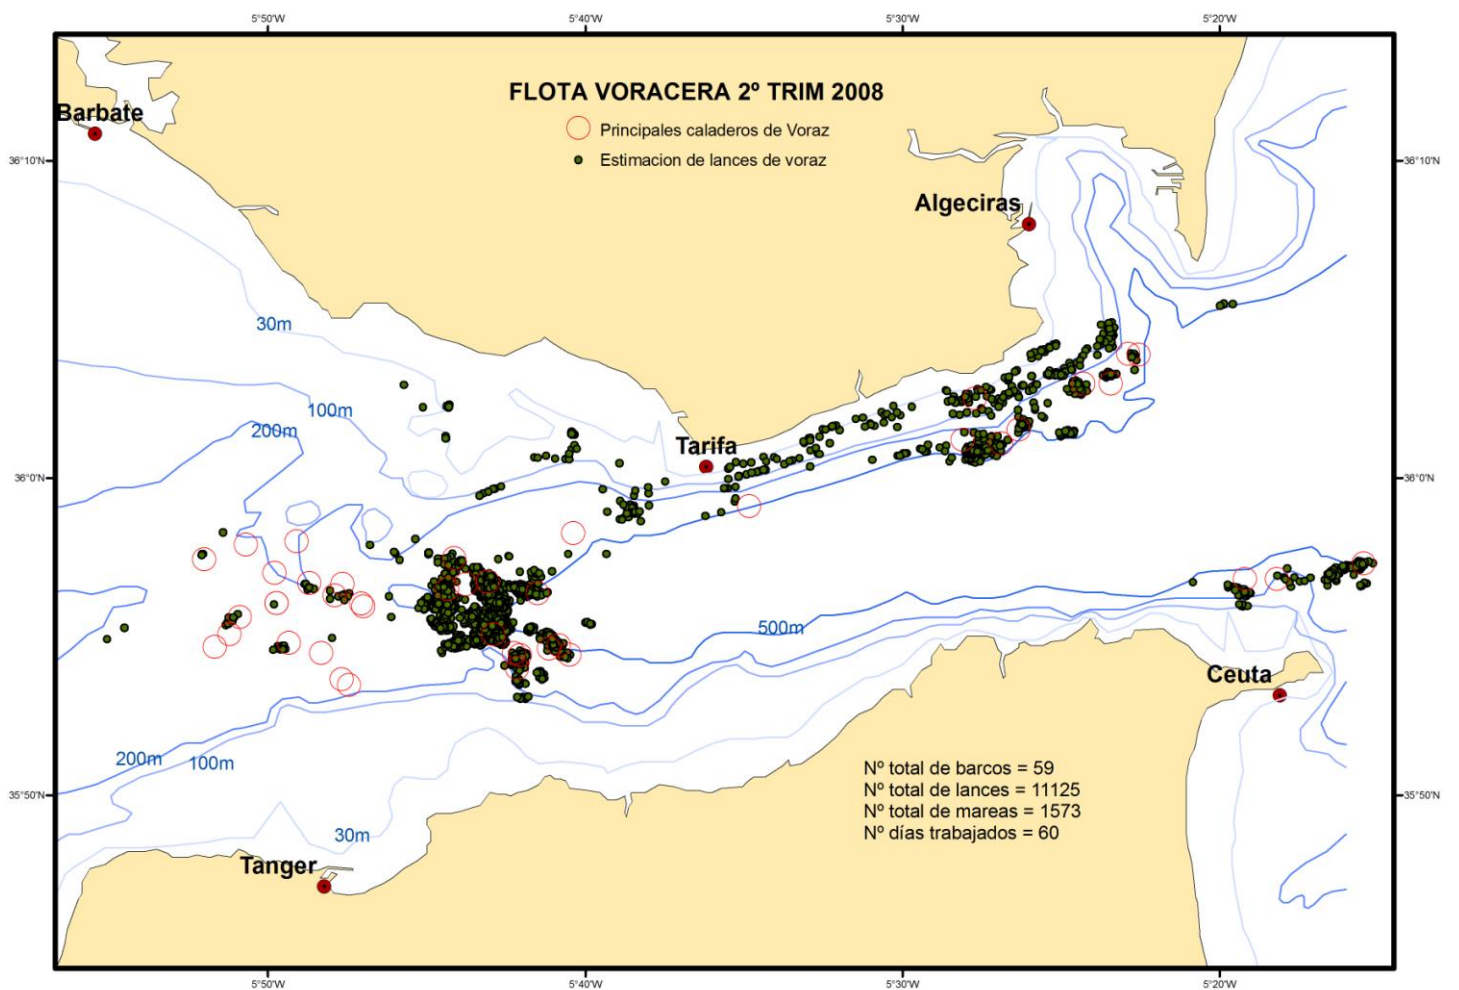 5°50'W 5°40'W 5°30'W 5°20'W
FLOTA VORACERA 2º TRIM 2008
Principales caladeros de Voraz
Estimacion de lances de voraz
Barbate
36°10'N 36°10'N
Algeciras
30m
100m
200m
Tarifa
36°0'N 36°0'N
500m
Ceuta
200m
100m
Nº total de barcos = 59
Nº total de lances = 11125
Nº total de mareas = 1573
Nº días trabajados = 60
35°50'N 35°50'N
30m
Tanger
5°50'W 5°40'W 5°30'W 5°20'W